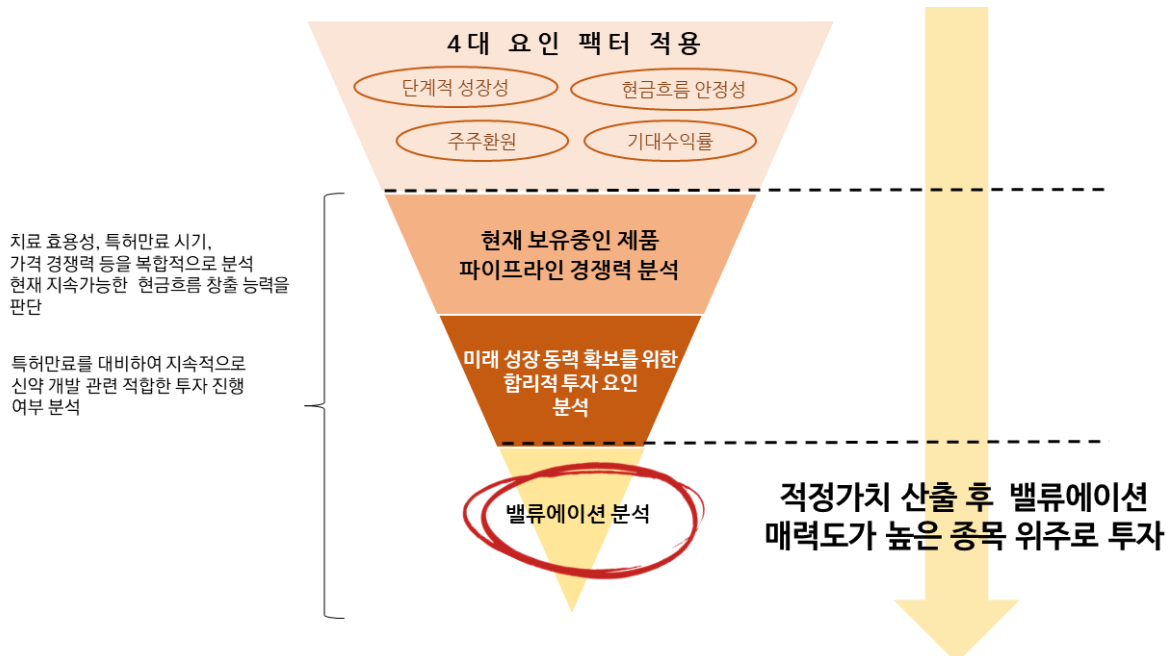 4대 요인 팩터 적용
단계적 성장성
현금흐름 안정성
주주환원
기대수익률
현재 보유중인 제품
파이프라인 경쟁력 분석
치료 효용성, 특허만료 시기,
가격 경쟁력 등을 복합적으로 분석
현재 지속가능한 현금흐름 창출 능력을
판단
미래 성장 동력 확보를 위한
합리적 투자 요인
분석
특허만료를 대비하여 지속적으로
신약 개발 관련 적합한 투자 진행
여부 분석
밸류에이션 분석
적정가치 산출 후 밸류에이션
매력도가 높은 종목 위주로 투자